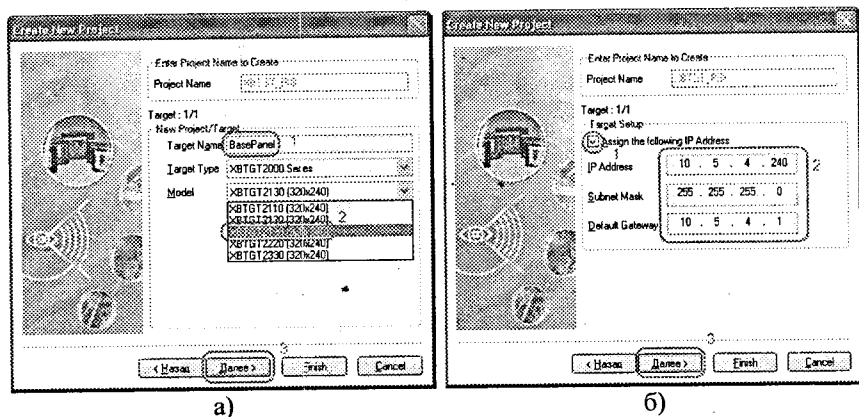 Create New Project
Enter Project Name to Create
Project Name
Target : 1/1
New Project/Target
Target Name BasePanel 1
Target Type XBTGT2000 Series
Model XBTGT2130 (320x240)
XBTGT2110 (320x240)
XBTGT2120 (320x240)
2
XBTGT2220 (320x240)
XBTGT2330 (320x240)
3
< Назад Далее > Finish Cancel
а)
Create New Project
Enter Project Name to Create
Project Name
Target : 1/1
Target Setup
Assign the following IP Address
1
IP Address 10 . 5 . 4 . 240 2
Subnet Mask 255 . 255 . 255 . 0
Default Gateway 10 . 5 . 4 . 1
3
< Назад Далее > Finish Cancel
б)